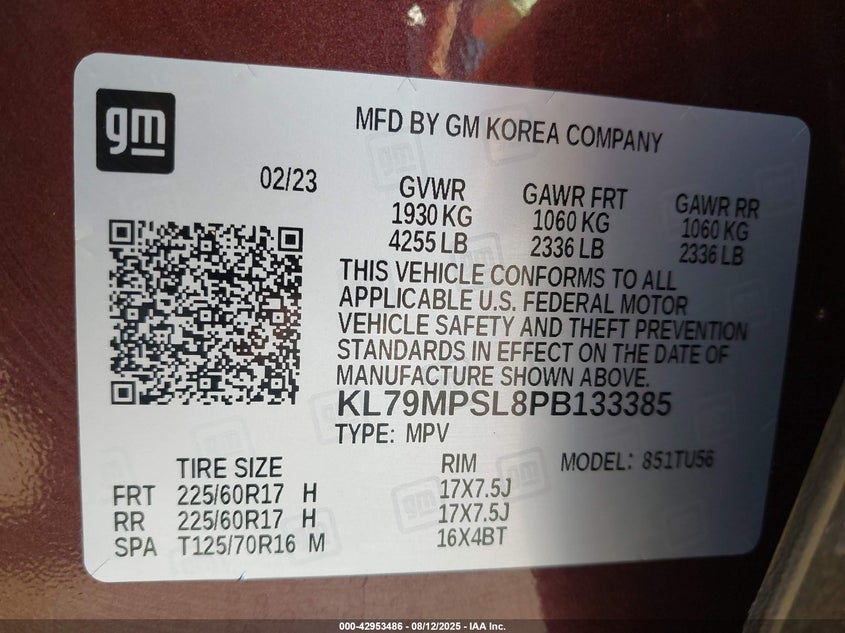 gm
MFD BY GM KOREA COMPANY
02/23
GVWR GAWR FRT GAWR RR
1930 KG 1060 KG 1060 KG
4255 LB 2336 LB 2336 LB
THIS VEHICLE CONFORMS TO ALL
APPLICABLE U.S. FEDERAL MOTOR
VEHICLE SAFETY AND THEFT PREVENTION
STANDARDS IN EFFECT ON THE DATE OF
MANUFACTURE SHOWN ABOVE.
KL79MPSL8PB133385
TYPE: MPV
MODEL: 851TU56
TIRE SIZE RIM
FRT 225/60R17 H 17X7.5J
RR 225/60R17 H 17X7.5J
SPA T125/70R16 M 16X4BT
000-42953486 - 08/12/2025 - IAA Inc.